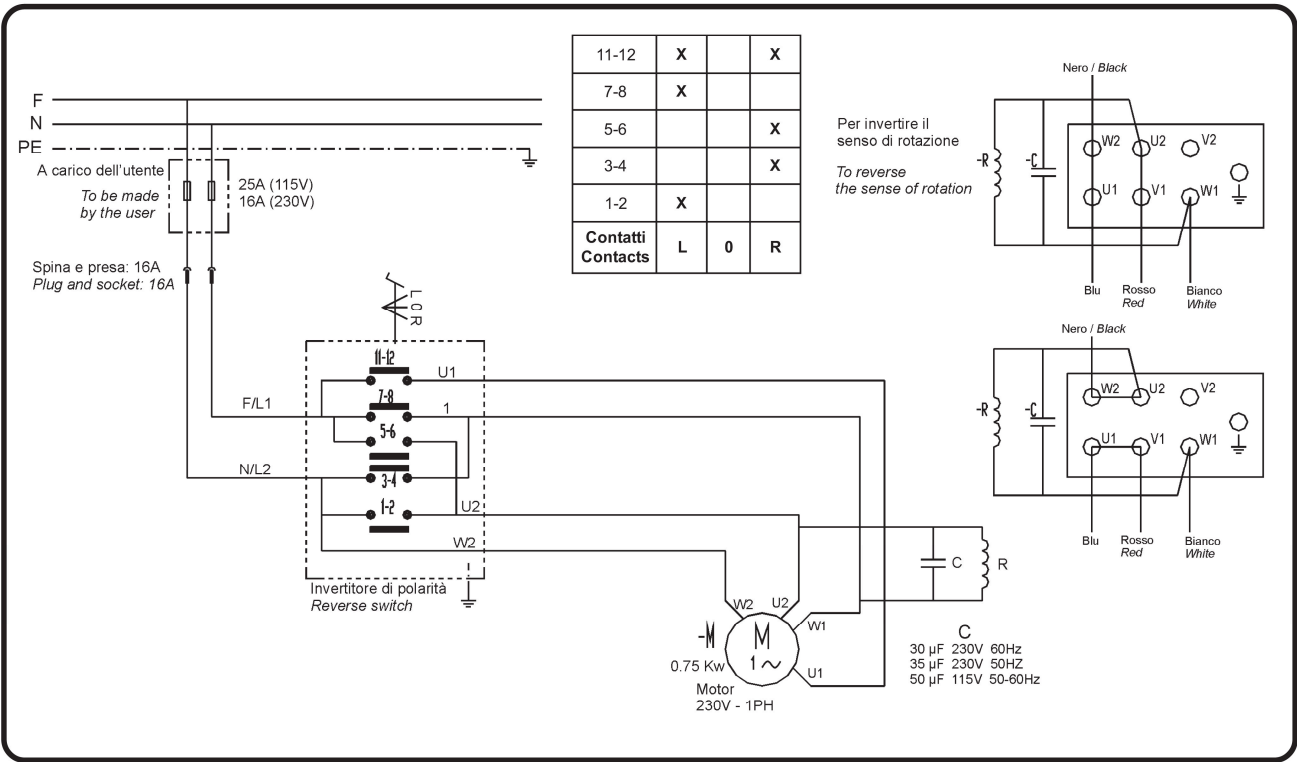 F
N
PE
A carico dell'utente
To be made
by the user
25A (115V)
16A (230V)
Spina e presa: 16A
Plug and socket: 16A
11-12 X X
7-8 X
5-6 X
3-4 X
1-2 X
Contatti
Contacts
L 0 R
L 0 R
11-12
7-8
5-6
3-4
1-2
F/L1
N/L2
U1
1
U2
W2
Invertitore di polarità
Reverse switch
W2
U2
W1
U1
-M
M
1 ~
0.75 Kw
Motor
230V - 1PH
C
R
C
30 µF 230V 60Hz
35 µF 230V 50HZ
50 µF 115V 50-60Hz
Per invertire il
senso di rotazione
To reverse
the sense of rotation
Nero / Black
-R
-C
W2 U2 V2
U1 V1 W1
Blu
Rosso
Red
Bianco
White
Nero / Black
-R
-C
W2 U2 V2
U1 V1 W1
Blu
Rosso
Red
Bianco
White